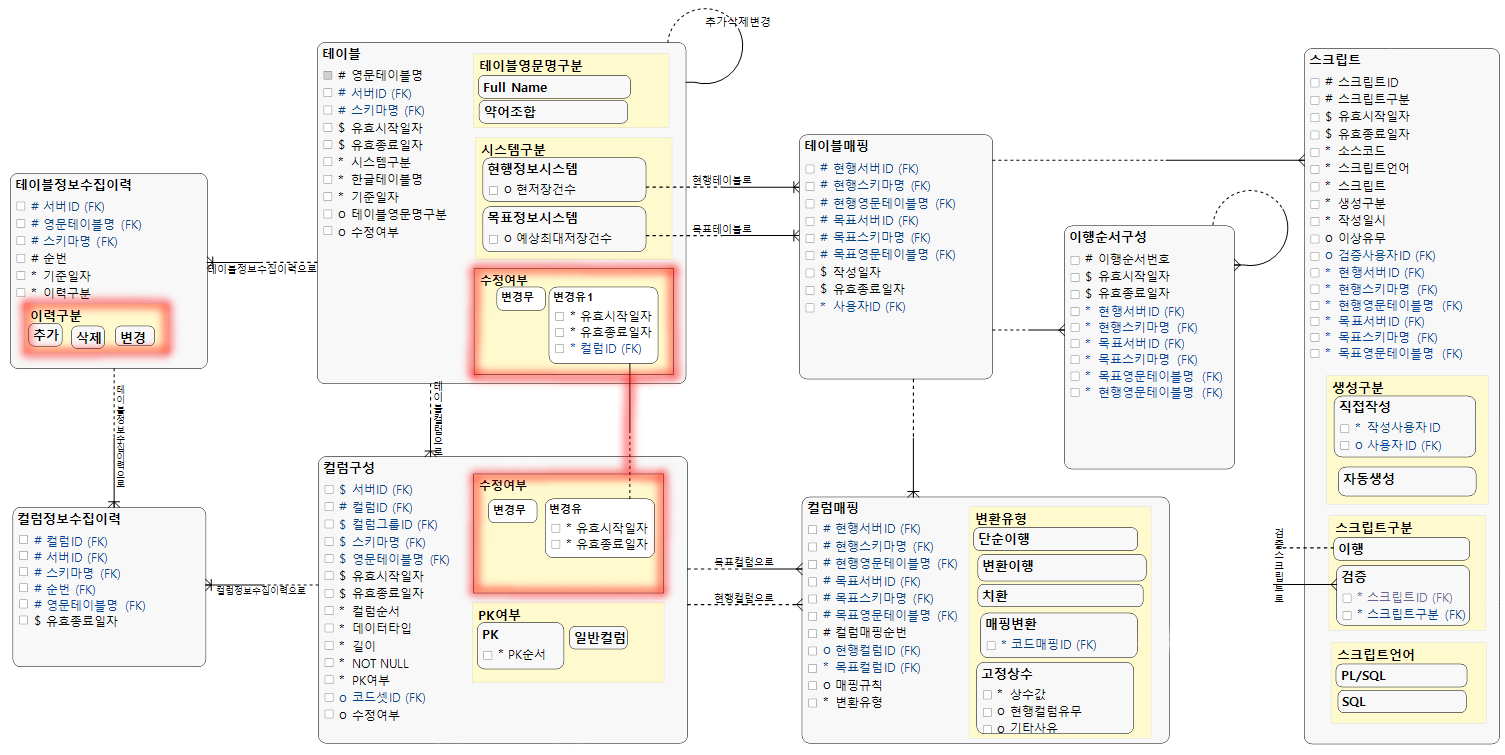 추가삭제변경
테이블
# 영문테이블명
# 서버ID (FK)
# 스키마명 (FK)
$ 유효시작일자
$ 유효종료일자
* 시스템구분
* 한글테이블명
* 기준일자
o 테이블영문명구분
o 수정여부
테이블영문명구분
Full Name
약어조합
시스템구분
현행정보시스템
o 현저장건수
목표정보시스템
o 예상최대저장건수
수정여부
변경무
변경유1
* 유효시작일자
* 유효종료일자
* 컬럼ID (FK)
현행테이블로
목표테이블로
테이블정보수집이력
# 서버ID (FK)
# 영문테이블명 (FK)
# 스키마명 (FK)
# 순번
* 기준일자
* 이력구분
이력구분
추가
삭제
변경
테이블정보수집이력으로
테이블정보수집이력으로
테이블컬럼으로
컬럼정보수집이력
# 컬럼ID (FK)
# 서버ID (FK)
# 스키마명 (FK)
# 순번 (FK)
# 영문테이블명 (FK)
$ 유효종료일자
컬럼정보수집이력으로
컬럼구성
$ 서버ID (FK)
# 컬럼ID (FK)
$ 컬럼그룹ID (FK)
$ 스키마명 (FK)
$ 영문테이블명 (FK)
$ 유효시작일자
$ 유효종료일자
* 컬럼순서
* 데이터타입
* 길이
* NOT NULL
* PK여부
o 코드셋ID (FK)
o 수정여부
수정여부
변경무
변경유
* 유효시작일자
* 유효종료일자
PK여부
PK
* PK순서
일반컬럼
목표컬럼으로
현행컬럼으로
테이블매핑
# 현행서버ID (FK)
# 현행스키마명 (FK)
# 현행영문테이블명 (FK)
# 목표서버ID (FK)
# 목표스키마명 (FK)
# 목표영문테이블명 (FK)
$ 작성일자
$ 유효종료일자
* 사용자ID (FK)
이행순서구성
# 이행순서번호
$ 유효시작일자
$ 유효종료일자
* 현행서버ID (FK)
* 현행스키마명 (FK)
* 목표서버ID (FK)
* 목표스키마명 (FK)
* 목표영문테이블명 (FK)
* 현행영문테이블명 (FK)
컬럼매핑
# 현행서버ID (FK)
# 현행스키마명 (FK)
# 현행영문테이블명 (FK)
# 목표서버ID (FK)
# 목표스키마명 (FK)
# 목표영문테이블명 (FK)
# 컬럼매핑순번
o 현행컬럼ID (FK)
* 목표컬럼ID (FK)
o 매핑규칙
* 변환유형
변환유형
단순이행
변환이행
치환
매핑변환
* 코드매핑ID (FK)
고정상수
* 상수값
o 현행컬럼유무
o 기타사유
스크립트
# 스크립트ID
# 스크립트구분
$ 유효시작일자
$ 유효종료일자
* 소스코드
* 스크립트언어
* 스크립트
* 생성구분
* 작성일시
o 이상유무
o 검증사용자ID (FK)
* 현행서버ID (FK)
* 현행스키마명 (FK)
* 현행영문테이블명 (FK)
* 목표서버ID (FK)
* 목표스키마명 (FK)
* 목표영문테이블명 (FK)
생성구분
직접작성
* 작성사용자ID
o 사용자ID (FK)
자동생성
스크립트구분
이행
검증
* 스크립트ID (FK)
* 스크립트구분 (FK)
검증스크립트로
스크립트언어
PL/SQL
SQL